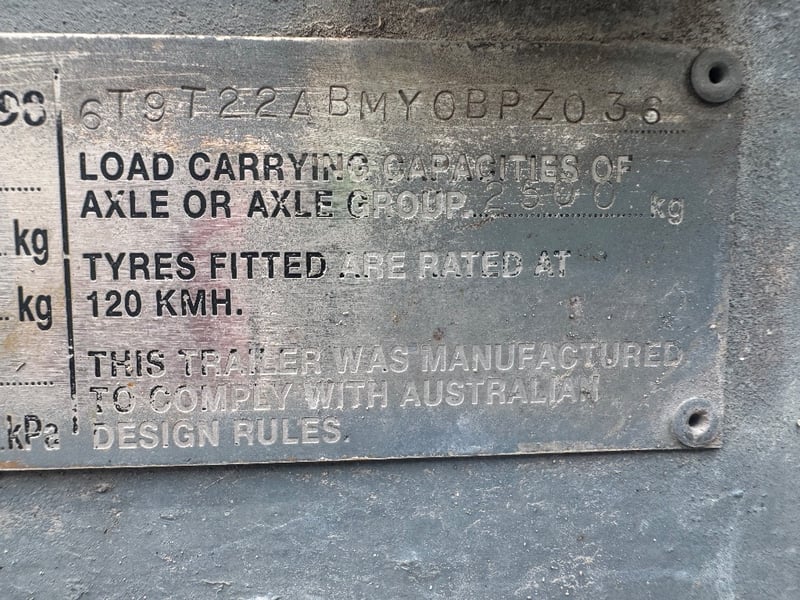 08 6T9T22ABMY0BPZ036
LOAD CARRYING CAPACITIES OF
AXLE OR AXLE GROUP 2500 kg
kg
TYRES FITTED ARE RATED AT
kg 120 KMH.
THIS TRAILER WAS MANUFACTURED
TO COMPLY WITH AUSTRALIAN
kPa DESIGN RULES.